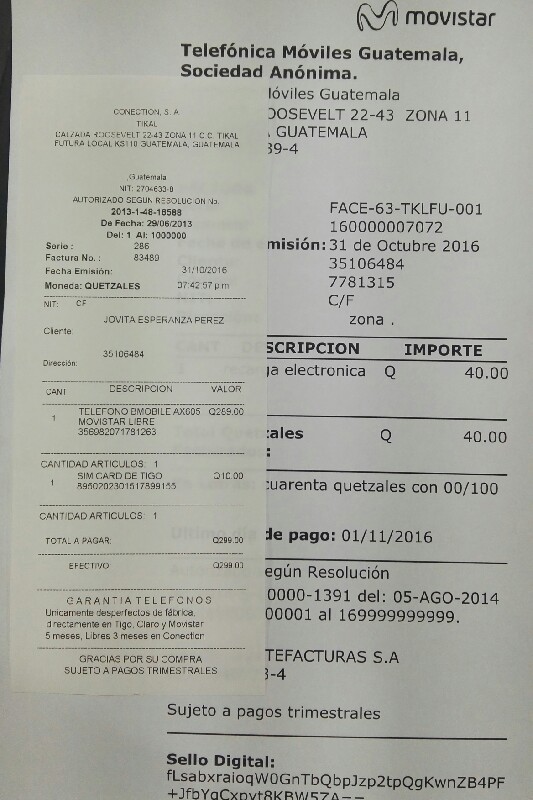 movistar
Telefónica Móviles Guatemala,
Sociedad Anónima.
Móviles Guatemala
ROOSEVELT 22-43 ZONA 11
, GUATEMALA
39-4
FACE-63-TKLFU-001
160000007072
misión: 31 de Octubre 2016
35106484
7781315
C/F
zona .
SCRIPCION IMPORTE
ga electronica Q 40.00
zales Q 40.00
:
cuarenta quetzales con 00/100
de pago: 01/11/2016
egún Resolución
0000-1391 del: 05-AGO-2014
00001 al 169999999999.
TEFACTURAS S.A
3-4
Sujeto a pagos trimestrales
Sello Digital:
fLsabxraioqW0GnTbQbpJzp2tpQgKwnZB4PF
+JfbYgCxpvt8KBW5ZA==
CONECTION, S. A.
TIKAL
CALZADA ROOSEVELT 22-43 ZONA 11 C.C. TIKAL
FUTURA LOCAL KS110 GUATEMALA, GUATEMALA
,Guatemala
NIT: 2704633-8
AUTORIZADO SEGUN RESOLUCION No.
2013-1-48-18588
De Fecha: 29/06/2013
Del: 1 Al: 1000000
Serie : 286
Factura No. : 83489
Fecha Emisión: 31/10/2016
Moneda: QUETZALES 07:42:57 p.m
NIT: CF
JOVITA ESPERANZA PEREZ
Cliente:
35106484
Dirección:
CANT DESCRIPCION VALOR
1 TELEFONO BMOBILE AX605 Q289.00
MOVISTAR LIBRE
356982071781263
CANTIDAD ARTICULOS: 1
1 SIM CARD DE TIGO Q10.00
8950202301517899155
CANTIDAD ARTICULOS: 1
TOTAL A PAGAR: Q299.00
EFECTIVO Q299.00
GARANTIA TELEFONOS
Unicamente desperfectos de fábrica,
directamente en Tigo, Claro y Movistar
5 meses, Libres 3 meses en Conection
GRACIAS POR SU COMPRA
SUJETO A PAGOS TRIMESTRALES